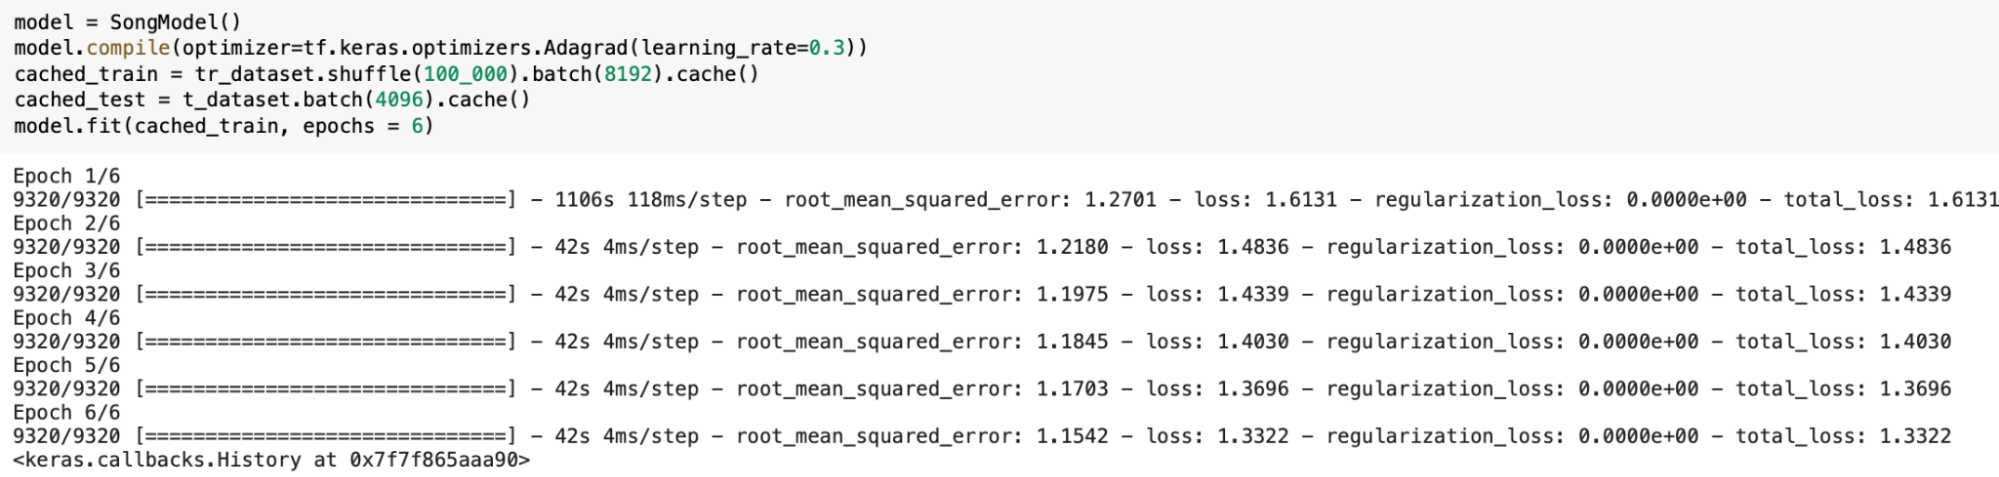 model = SongModel()
model.compile(optimizer=tf.keras.optimizers.Adagrad(learning_rate=0.3))
cached_train = tr_dataset.shuffle(100_000).batch(8192).cache()
cached_test = t_dataset.batch(4096).cache()
model.fit(cached_train, epochs = 6)
Epoch 1/6
9320/9320 [==============================] - 1106s 118ms/step - root_mean_squared_error: 1.2701 - loss: 1.6131 - regularization_loss: 0.0000e+00 - total_loss: 1.6131
Epoch 2/6
9320/9320 [==============================] - 42s 4ms/step - root_mean_squared_error: 1.2180 - loss: 1.4836 - regularization_loss: 0.0000e+00 - total_loss: 1.4836
Epoch 3/6
9320/9320 [==============================] - 42s 4ms/step - root_mean_squared_error: 1.1975 - loss: 1.4339 - regularization_loss: 0.0000e+00 - total_loss: 1.4339
Epoch 4/6
9320/9320 [==============================] - 42s 4ms/step - root_mean_squared_error: 1.1845 - loss: 1.4030 - regularization_loss: 0.0000e+00 - total_loss: 1.4030
Epoch 5/6
9320/9320 [==============================] - 42s 4ms/step - root_mean_squared_error: 1.1703 - loss: 1.3696 - regularization_loss: 0.0000e+00 - total_loss: 1.3696
Epoch 6/6
9320/9320 [==============================] - 42s 4ms/step - root_mean_squared_error: 1.1542 - loss: 1.3322 - regularization_loss: 0.0000e+00 - total_loss: 1.3322
<keras.callbacks.History at 0x7f7f865aaa90>